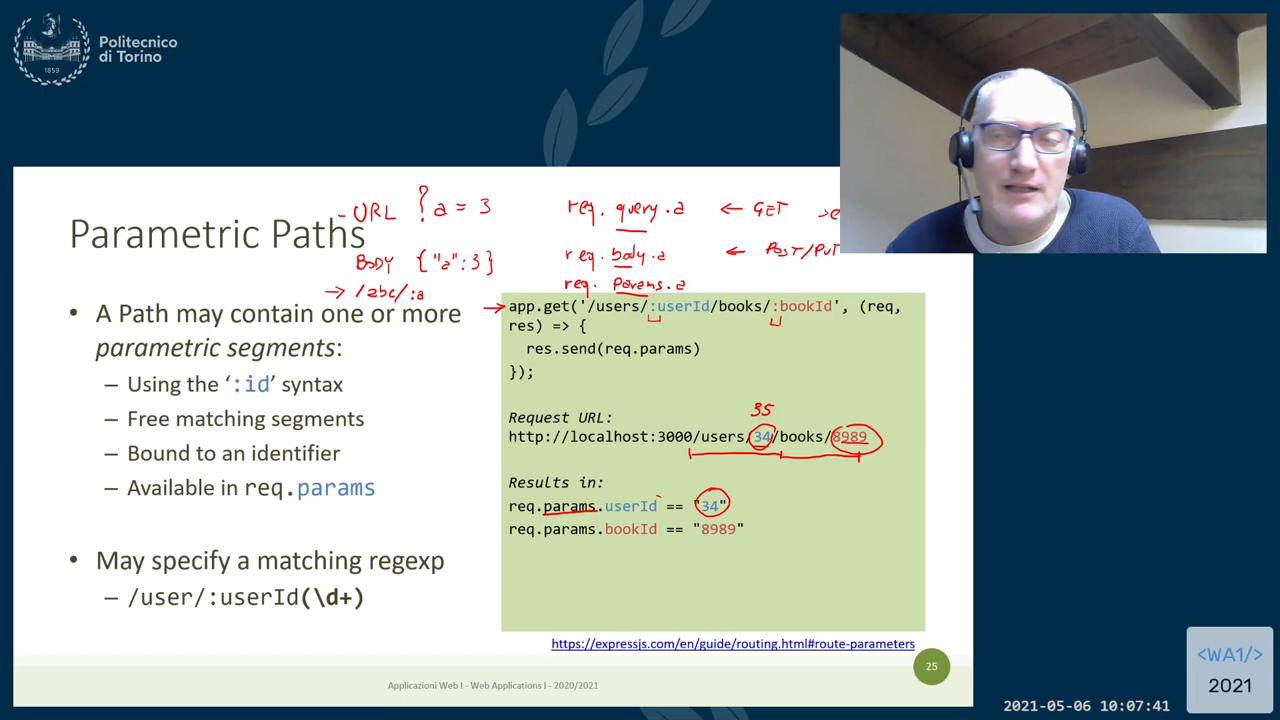 Politecnico
di Torino
1859
URL ? a = 3
req. query.a ← GET
Parametric Paths
BODY {"a":3}
req. body.a ← POST/PUT
→ /abc/:a
req. Params.a
• A Path may contain one or more
parametric segments:
– Using the ‘:id’ syntax
– Free matching segments
– Bound to an identifier
– Available in req.params
• May specify a matching regexp
– /user/:userId(\d+)
app.get('/users/:userId/books/:bookId', (req,
res) => {
res.send(req.params)
});
35
Request URL:
http://localhost:3000/users/34/books/8989
Results in:
req.params.userId == "34"
req.params.bookId == "8989"
https://expressjs.com/en/guide/routing.html#route-parameters
25
Applicazioni Web I - Web Applications I - 2020/2021
<WA1/>
2021
2021-05-06 10:07:41